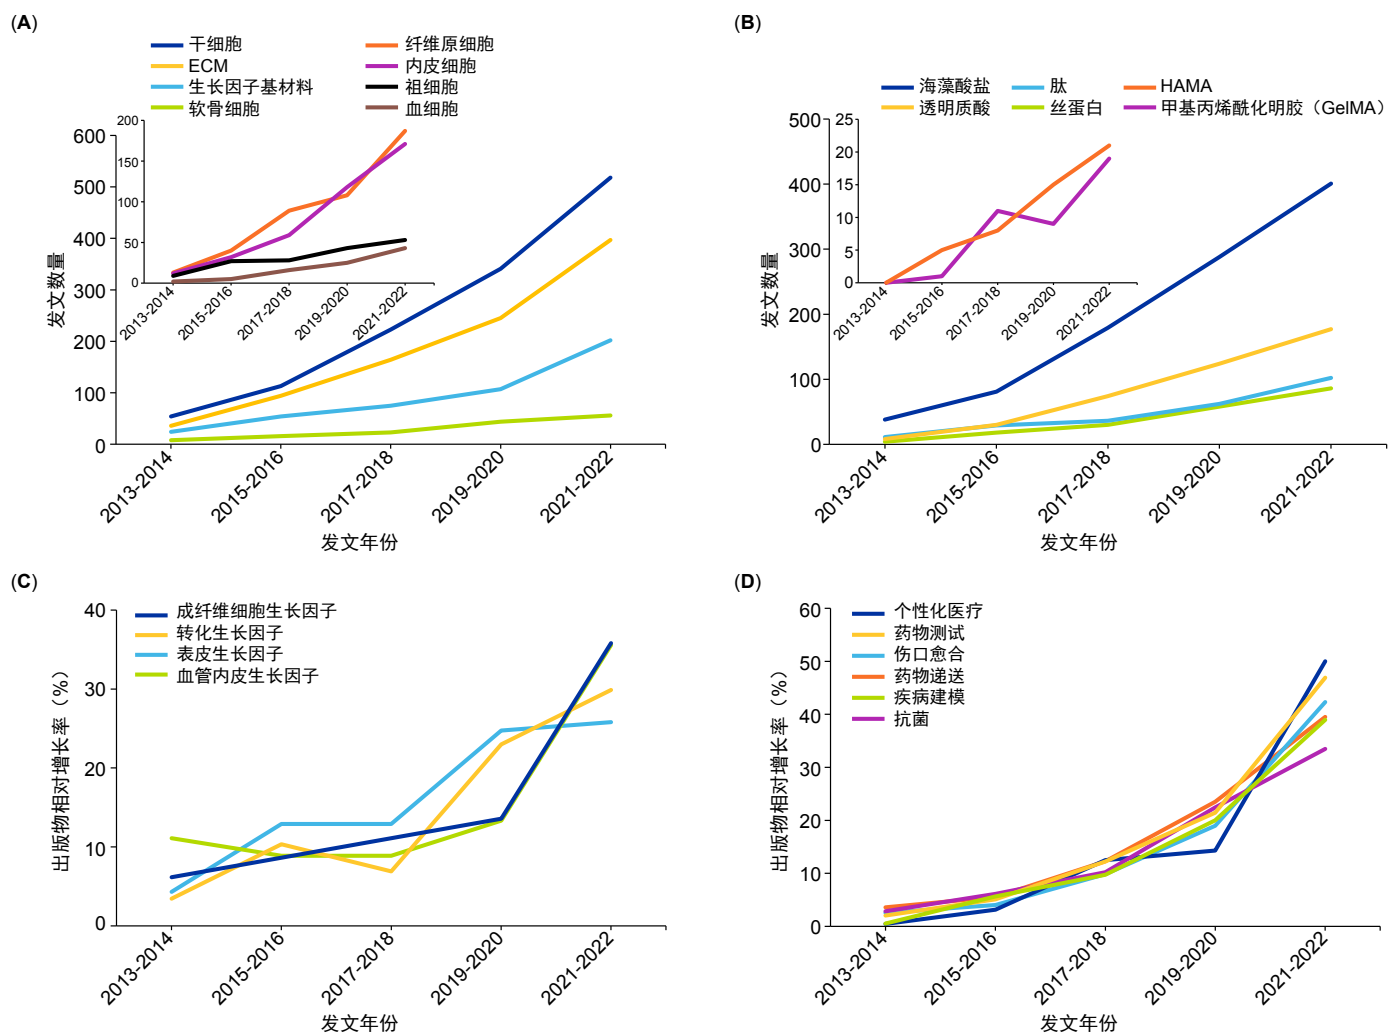 (A)
干细胞
ECM
生长因子基材料
软骨细胞
纤维原细胞
内皮细胞
祖细胞
血细胞
600
500
400
300
200
100
0
发文数量
200
150
100
50
0
2013-2014
2015-2016
2017-2018
2019-2020
2021-2022
2013-2014
2015-2016
2017-2018
2019-2020
2021-2022
发文年份
(B)
海藻酸盐
透明质酸
肽
丝蛋白
HAMA
甲基丙烯酰化明胶（GelMA）
500
400
300
200
100
0
发文数量
25
20
15
10
5
0
2013-2014
2015-2016
2017-2018
2019-2020
2021-2022
2013-2014
2015-2016
2017-2018
2019-2020
2021-2022
发文年份
(C)
成纤维细胞生长因子
转化生长因子
表皮生长因子
血管内皮生长因子
40
30
20
10
0
出版物相对增长率（%）
2013-2014
2015-2016
2017-2018
2019-2020
2021-2022
发文年份
(D)
个性化医疗
药物测试
伤口愈合
药物递送
疾病建模
抗菌
60
50
40
30
20
10
0
出版物相对增长率（%）
2013-2014
2015-2016
2017-2018
2019-2020
2021-2022
发文年份